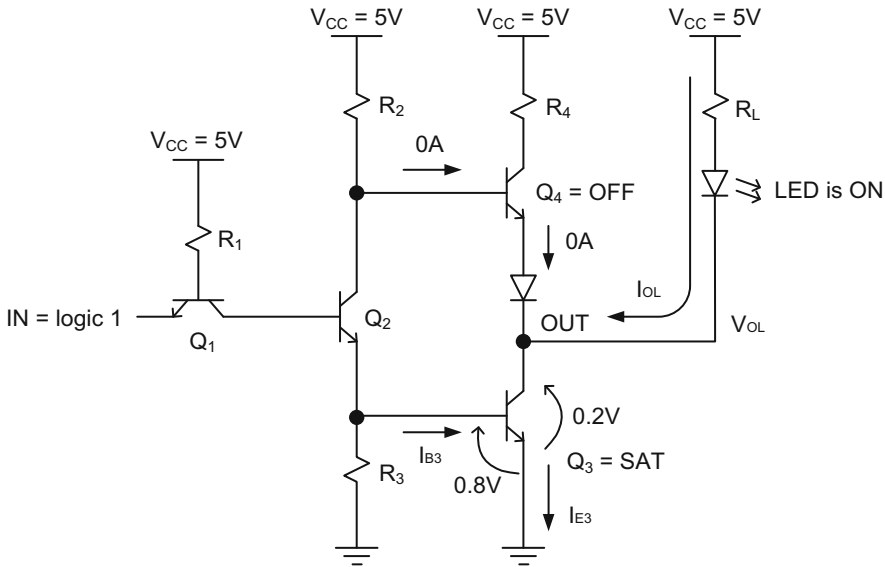 VCC = 5V
VCC = 5V
VCC = 5V
R2
R4
RL
VCC = 5V
0A
Q4 = OFF
LED is ON
R1
0A
IOL
IN = logic 1
Q1
Q2
OUT
VOL
0.2V
IB3
Q3 = SAT
R3
0.8V
IE3